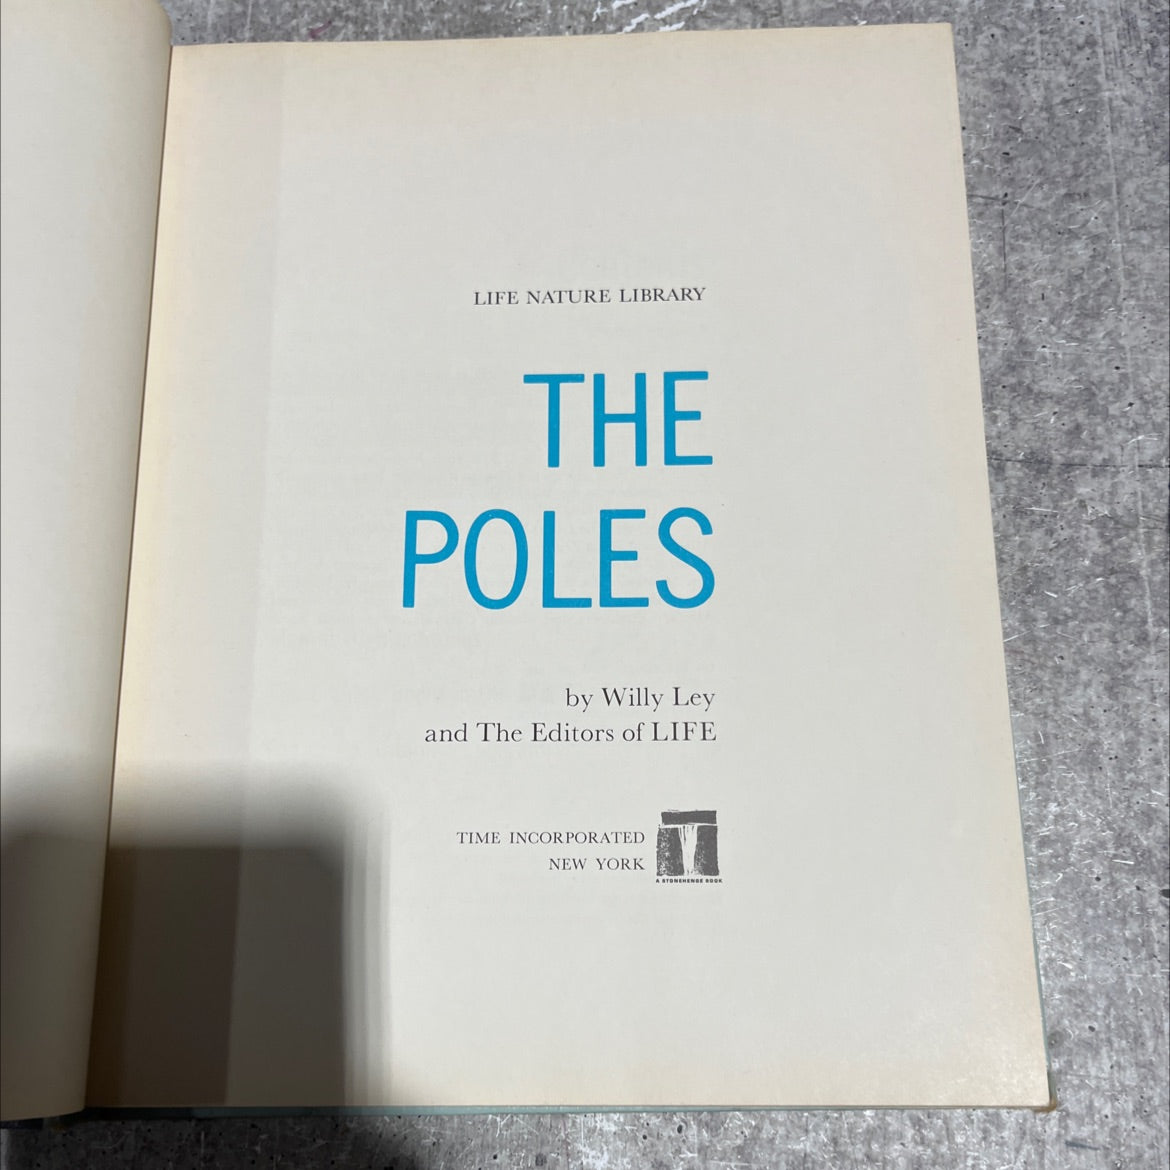 LIFE NATURE LIBRARY
THE
POLES
by Willy Ley
and The Editors of LIFE
TIME INCORPORATED
NEW YORK
A STONEHENGE BOOK